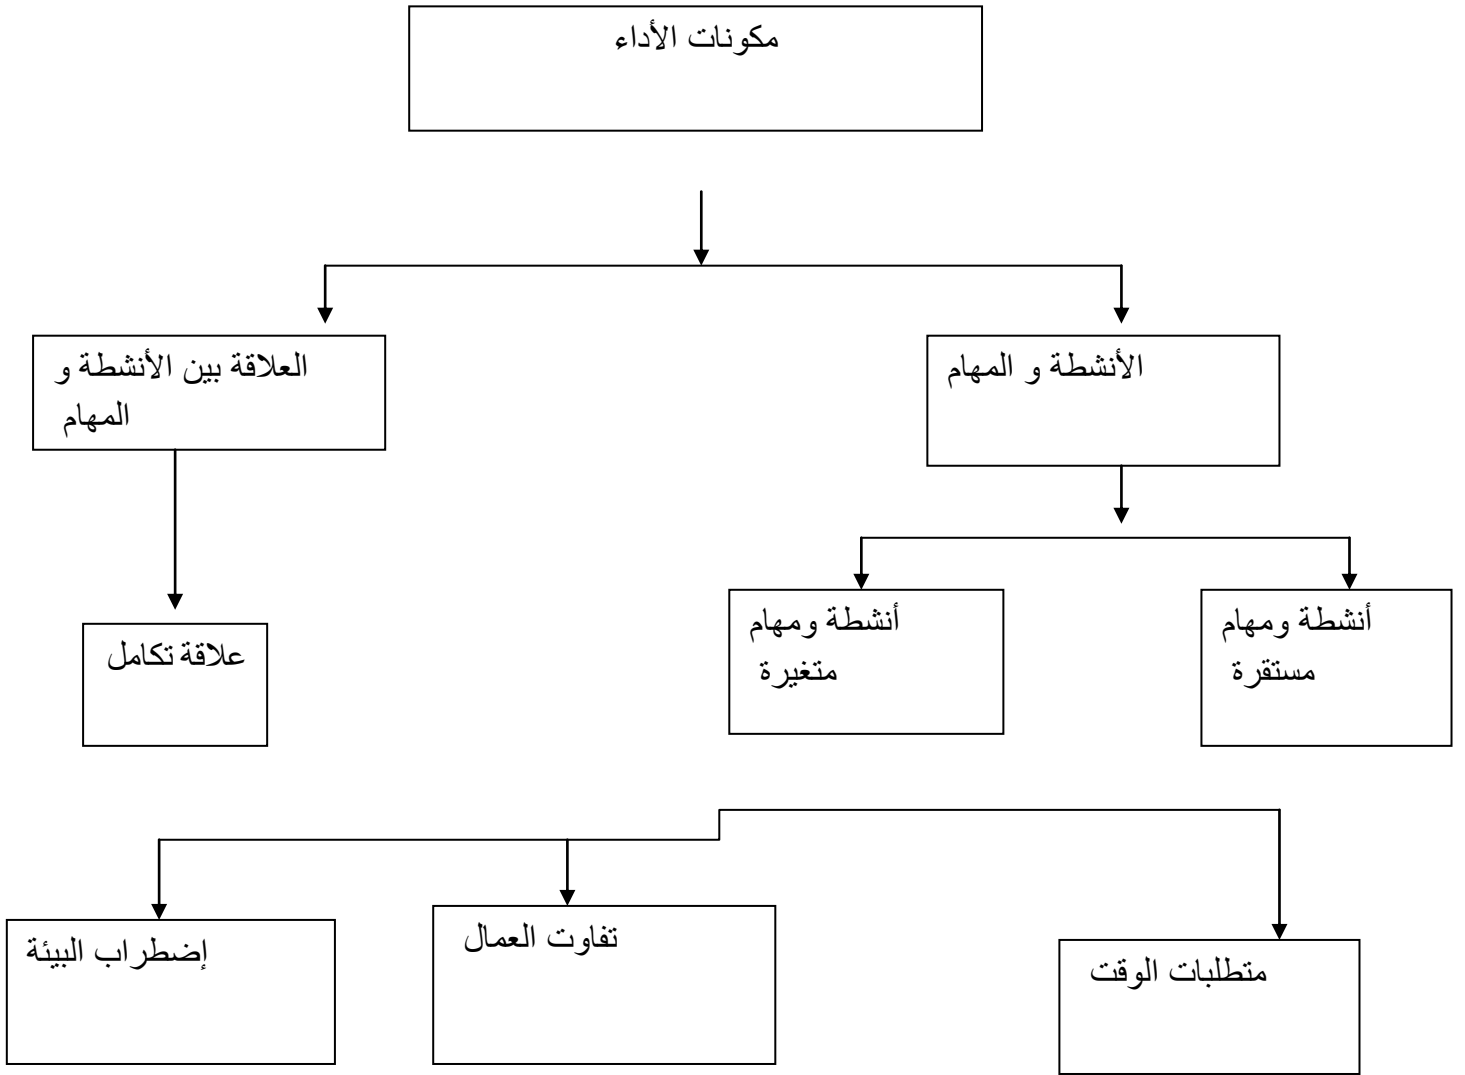 مكونات الأداء
الأنشطة و المهام
العلاقة بين الأنشطة و
المهام
أنشطة ومهام
مستقرة
أنشطة ومهام
متغيرة
علاقة تكامل
متطلبات الوقت
تفاوت العمال
إضطراب البيئة